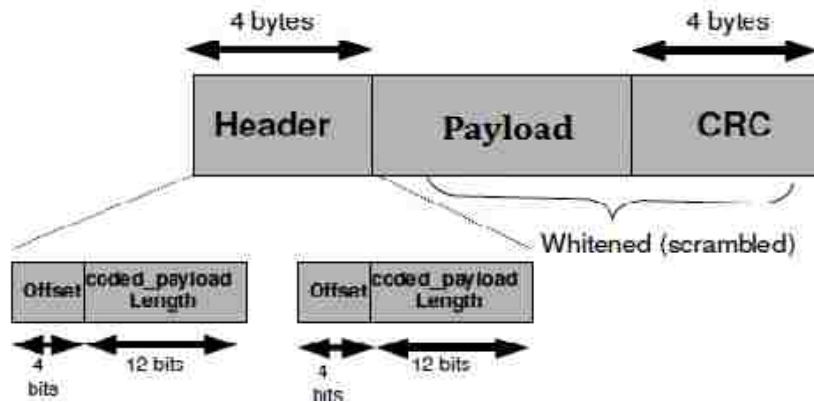 4 bytes 4 bytes
Header Payload CRC
Whitened (scrambled)
Offset coded_payload Length Offset coded_payload Length
4 bits 12 bits 4 bits 12 bits